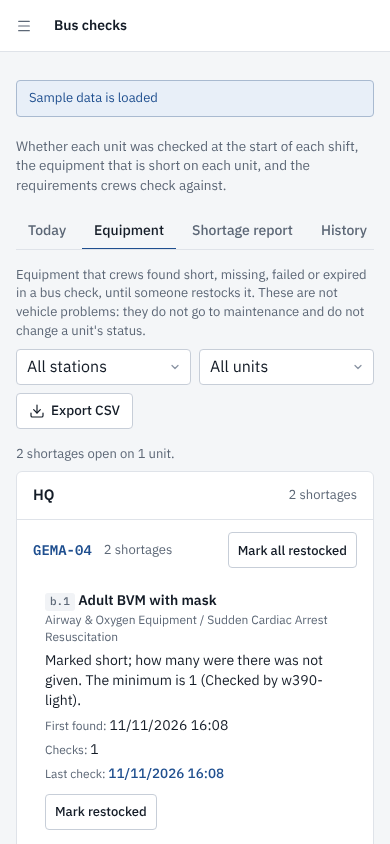 Bus checks
Sample data is loaded
Whether each unit was checked at the start of each shift,
the equipment that is short on each unit, and the
requirements crews check against.
Today Equipment Shortage report History
Equipment that crews found short, missing, failed or expired
in a bus check, until someone restocks it. These are not
vehicle problems: they do not go to maintenance and do not
change a unit's status.
All stations All units
Export CSV
2 shortages open on 1 unit.
HQ 2 shortages
GEMA-04 2 shortages Mark all restocked
b.1 Adult BVM with mask
Airway & Oxygen Equipment / Sudden Cardiac Arrest
Resuscitation
Marked short; how many were there was not
given. The minimum is 1 (Checked by w390-
light).
First found: 11/11/2026 16:08
Checks: 1
Last check: 11/11/2026 16:08
Mark restocked